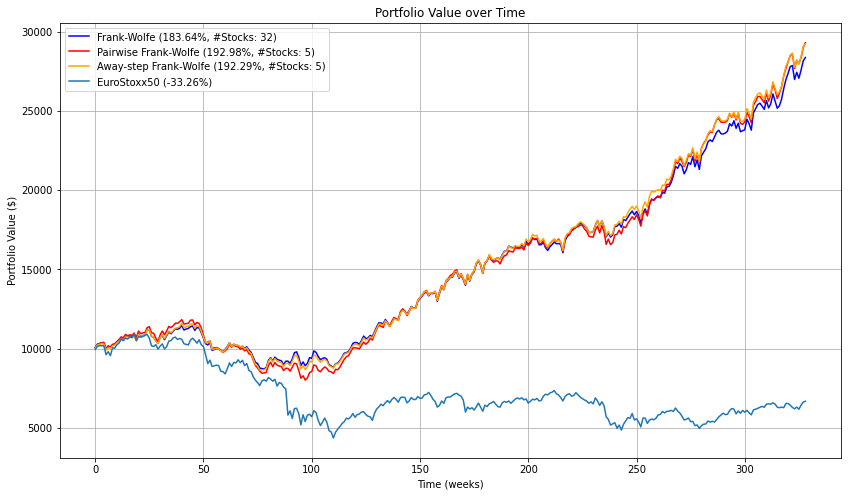 Portfolio Value over Time
Frank-Wolfe (183.64%, #Stocks: 32)
Pairwise Frank-Wolfe (192.98%, #Stocks: 5)
Away-step Frank-Wolfe (192.29%, #Stocks: 5)
EuroStoxx50 (-33.26%)
Portfolio Value ($)
30000
25000
20000
15000
10000
5000
0
50
100
150
200
250
300
Time (weeks)